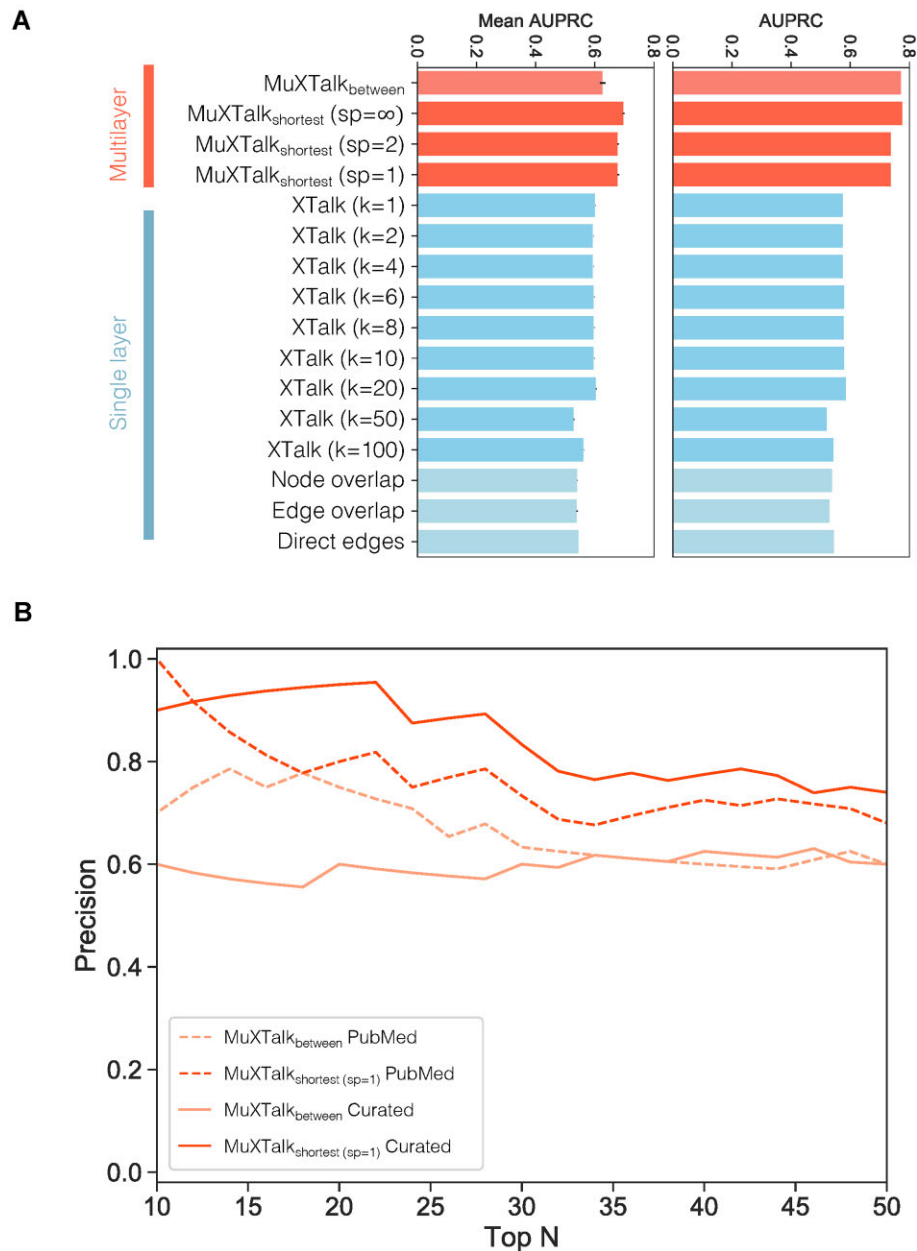 A
Mean AUPRC
AUPRC
0.0
0.2
0.4
0.6
0.8
0.0
0.2
0.4
0.6
0.8
Multilayer
MuXTalkbetween
MuXTalkshortest (sp=∞)
MuXTalkshortest (sp=2)
MuXTalkshortest (sp=1)
Single layer
XTalk (k=1)
XTalk (k=2)
XTalk (k=4)
XTalk (k=6)
XTalk (k=8)
XTalk (k=10)
XTalk (k=20)
XTalk (k=50)
XTalk (k=100)
Node overlap
Edge overlap
Direct edges
B
Precision
1.0
0.8
0.6
0.4
0.2
0.0
MuXTalkbetween PubMed
MuXTalkshortest (sp=1) PubMed
MuXTalkbetween Curated
MuXTalkshortest (sp=1) Curated
10
15
20
25
30
35
40
45
50
Top N